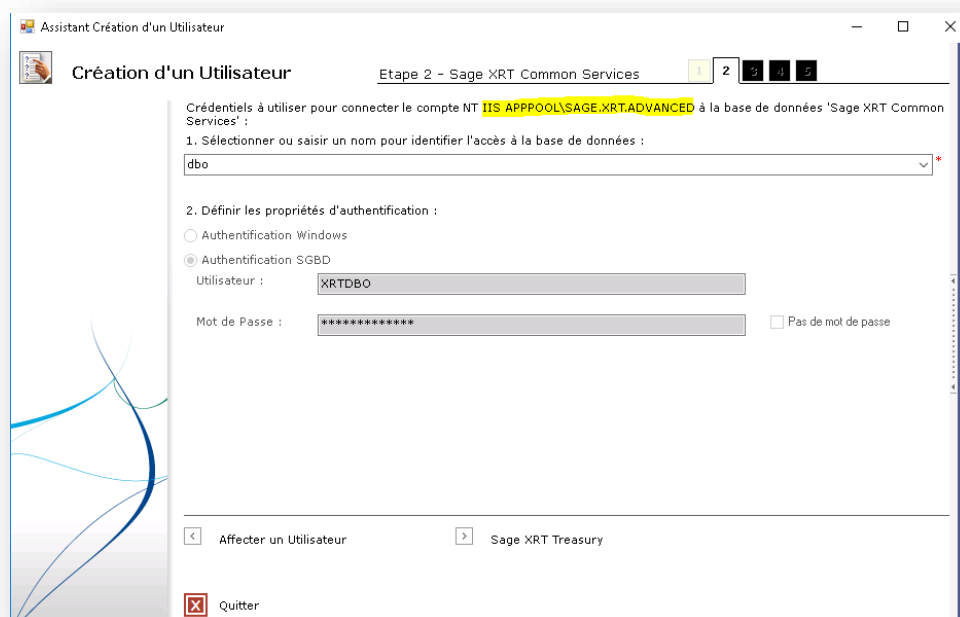 Assistant Création d'un Utilisateur
Création d'un Utilisateur
Etape 2 - Sage XRT Common Services
1 2 3 4 5
Crédentiels à utiliser pour connecter le compte NT IIS APPPOOL\SAGE.XRT.ADVANCED à la base de données 'Sage XRT Common
Services' :
1. Sélectionner ou saisir un nom pour identifier l'accès à la base de données :
dbo
*
2. Définir les propriétés d'authentification :
Authentification Windows
Authentification SGBD
Utilisateur :
XRTDBO
Mot de Passe :
*************
Pas de mot de passe
Affecter un Utilisateur
Sage XRT Treasury
Quitter